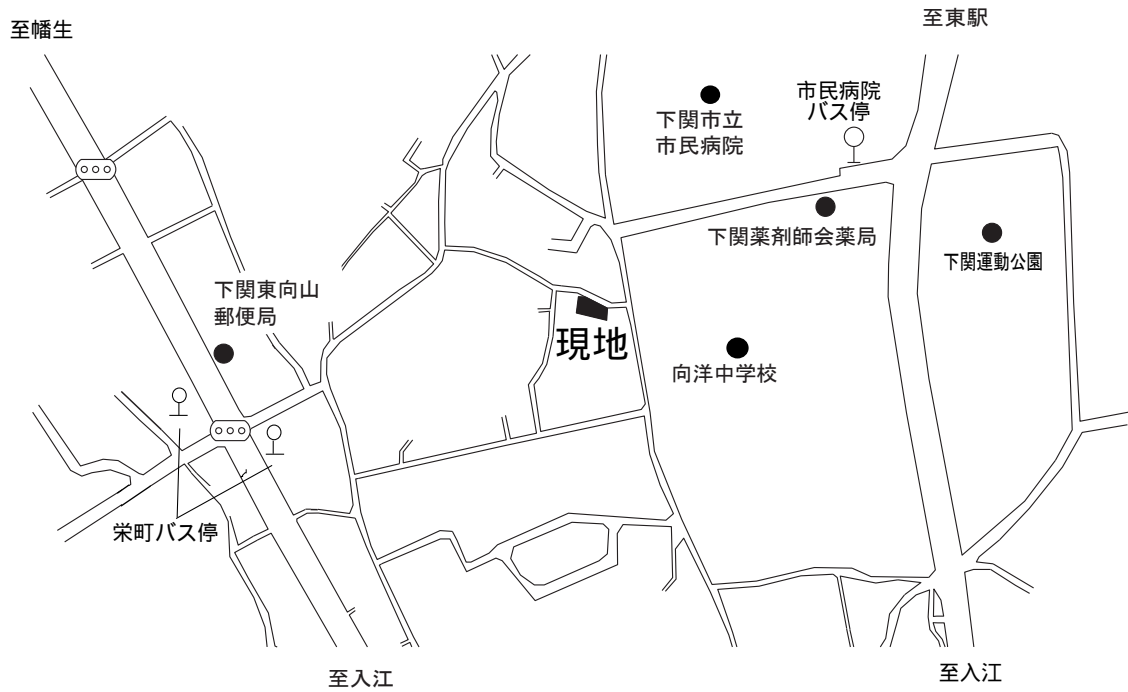 至幡生
至東駅
市民病院
バス停
下関市立
市民病院
下関薬剤師会薬局
下関運動公園
下関東向山
郵便局
現地
向洋中学校
栄町バス停
至入江
至入江